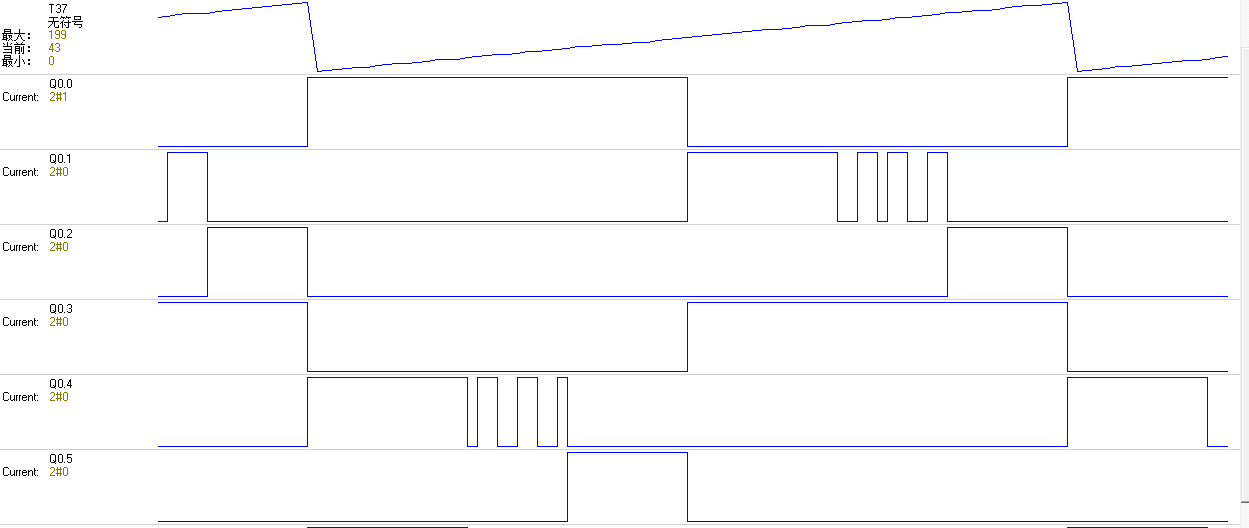 T37
无符号
最大: 199
当前: 43
最小: 0
Q0.0
Current: 2#1
Q0.1
Current: 2#0
Q0.2
Current: 2#0
Q0.3
Current: 2#0
Q0.4
Current: 2#0
Q0.5
Current: 2#0